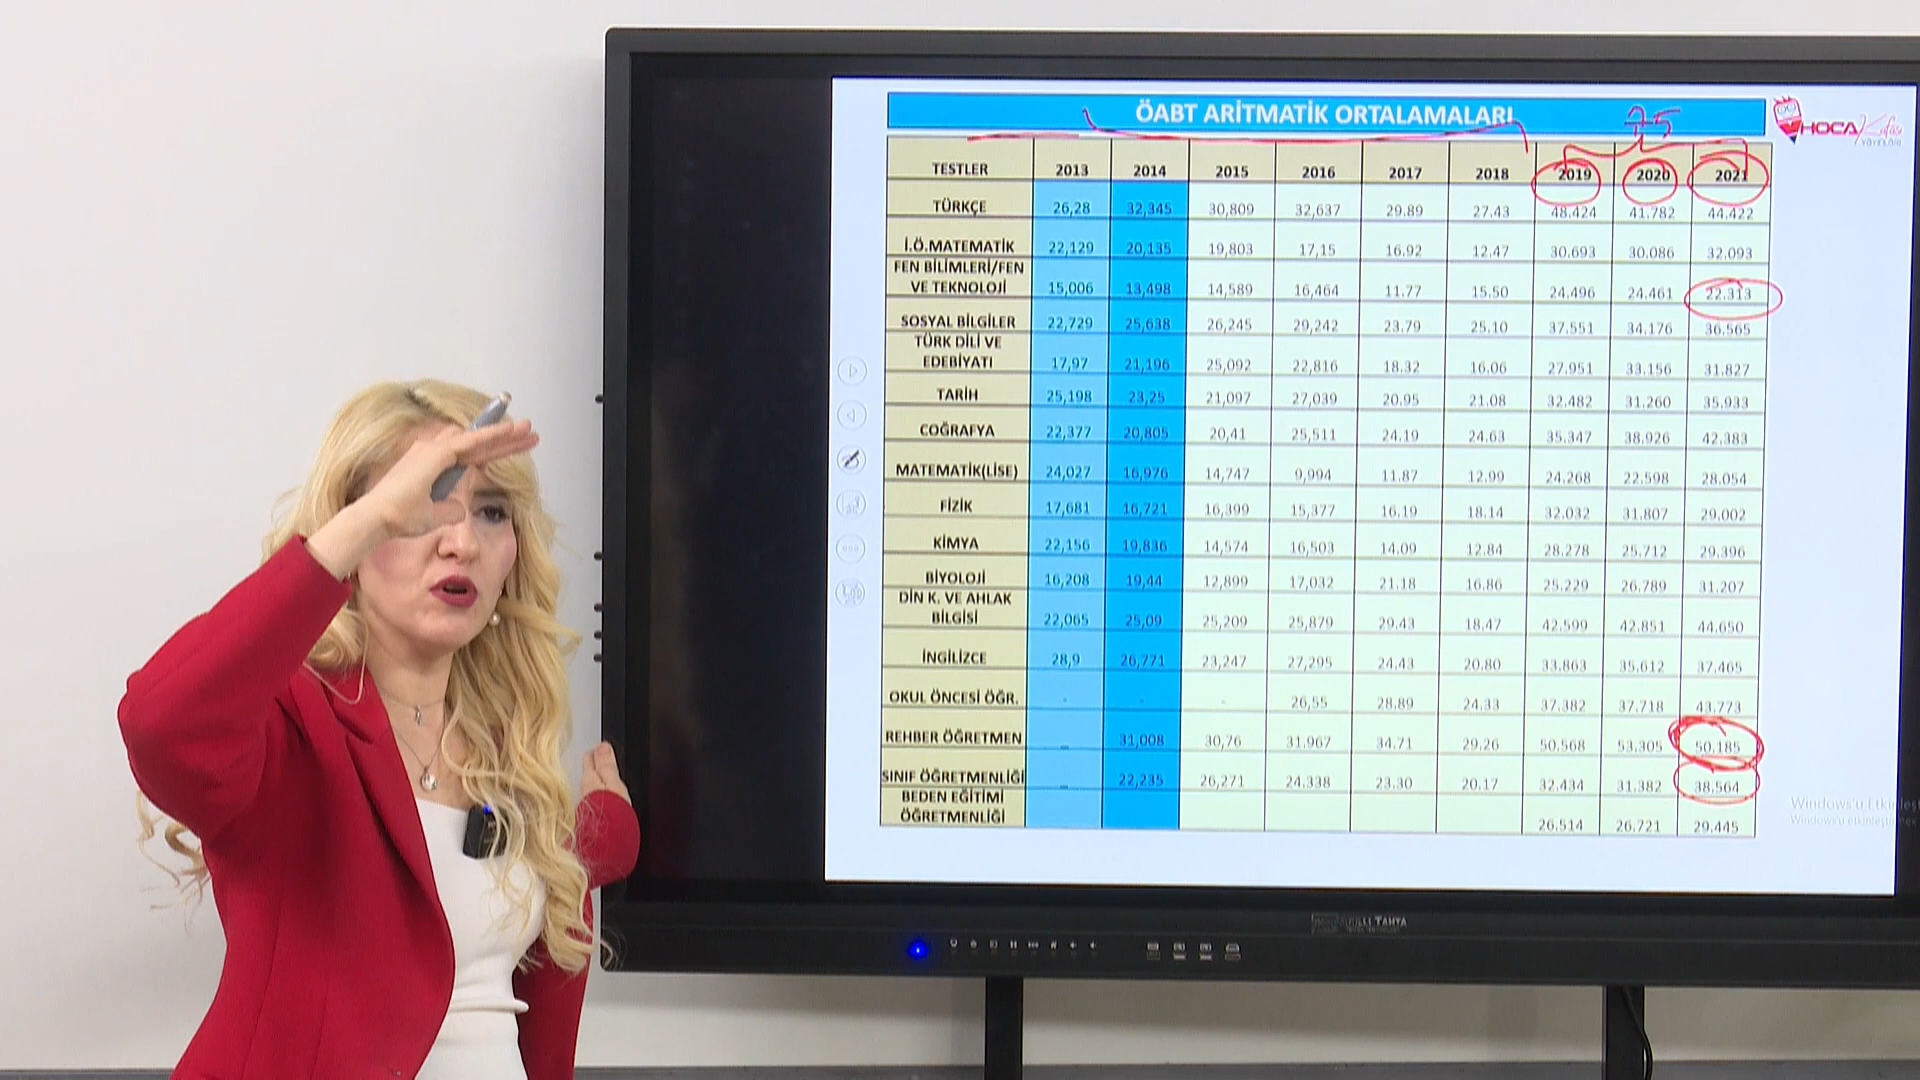 ÖABT ARİTMATİK ORTALAMALARI
75
HOCA Kafası
YAYINLARI
TESTLER 2013 2014 2015 2016 2017 2018 2019 2020 2021
TÜRKÇE 26,28 32,345 30,809 32,637 29.89 27.43 48.424 41.782 44.422
İ.Ö.MATEMATİK 22,129 20,135 19,803 17,15 16.92 12.47 30.693 30.086 32.093
FEN BİLİMLERİ/FEN
VE TEKNOLOJİ 15,006 13,498 14,589 16,464 11.77 15.50 24.496 24.461 22.313
SOSYAL BİLGİLER 22,729 25,638 26,245 29,242 23.79 25.10 37.551 34.176 36.565
TÜRK DİLİ VE
EDEBİYATI 17,97 21,196 25,092 22,816 18.32 16.06 27.951 33.156 31.827
TARİH 25,198 23,25 21,097 27,039 20.95 21.08 32.482 31.260 35.933
COĞRAFYA 22,377 20,805 20,41 25,511 24.19 24.63 35.347 38.926 42.383
MATEMATİK(LİSE) 24,027 16,976 14,747 9,994 11.87 12.99 24.268 22.598 28.054
FİZİK 17,681 16,721 16,399 15,377 16.19 18.14 32.032 31.807 29.002
KİMYA 22,156 19,836 14,574 16,503 14.09 12.84 28.278 25.712 29.396
BİYOLOJİ 16,208 19,44 12,899 17,032 21.18 16.86 25.229 26.789 31.207
DİN K. VE AHLAK
BİLGİSİ 22,065 25,09 25,209 25,879 29.43 18.47 42.599 42.851 44.650
İNGİLİZCE 28,9 26,771 23,247 27,295 24.43 20.80 33.863 35.612 37.465
OKUL ÖNCESİ ÖĞR. - - - 26,55 28.89 24.33 37.382 37.718 43.773
REHBER ÖĞRETMEN _ 31,008 30,76 31.967 34.71 29.26 50.568 53.305 50.185
SINIF ÖĞRETMENLİĞİ _ 22,235 26,271 24.338 23.30 20.17 32.434 31.382 38.564
BEDEN EĞİTİMİ
ÖĞRETMENLİĞİ 26.514 26.721 29.445
Windows'u Etkinleşt
TAHTA